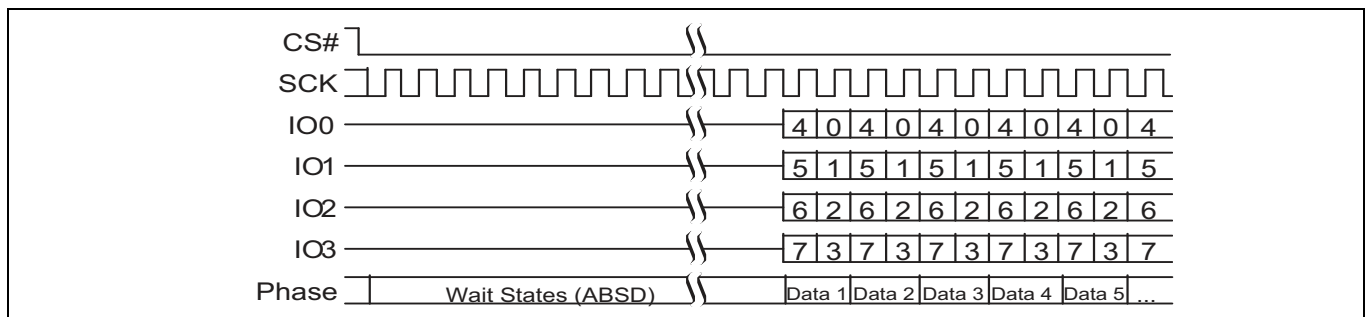 CS#
SCK
IO0 4 0 4 0 4 0 4 0 4 0 4
IO1 5 1 5 1 5 1 5 1 5 1 5
IO2 6 2 6 2 6 2 6 2 6 2 6
IO3 7 3 7 3 7 3 7 3 7 3 7
Phase Wait States (ABSD) Data 1 Data 2 Data 3 Data 4 Data 5 ...